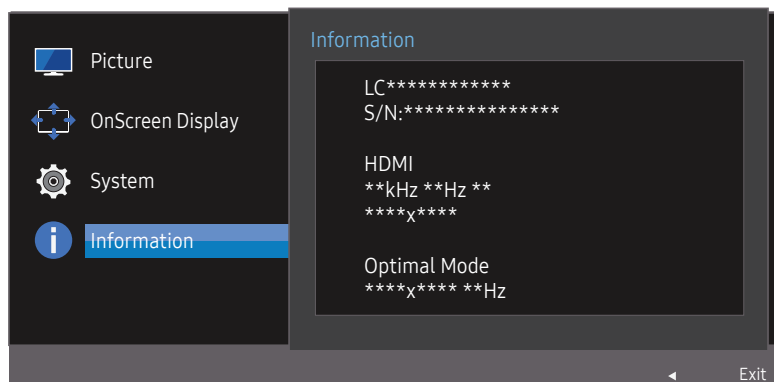 Picture
OnScreen Display
System
Information
Information
LC************
S/N:***************
HDMI
**kHz **Hz **
****x****
Optimal Mode
****x**** **Hz
Exit